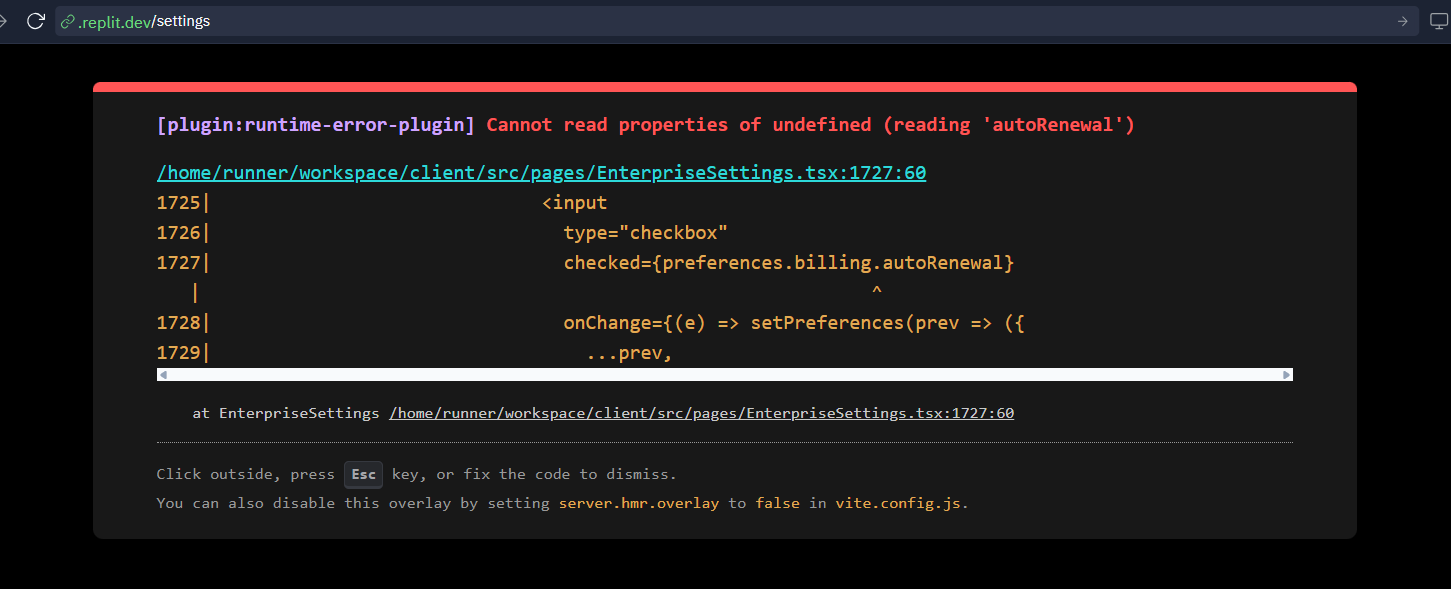 .replit.dev/settings
[plugin:runtime-error-plugin] Cannot read properties of undefined (reading 'autoRenewal')
/home/runner/workspace/client/src/pages/EnterpriseSettings.tsx:1727:60
1725|                               <input
1726|                                 type="checkbox"
1727|                                 checked={preferences.billing.autoRenewal}
    |                                                             ^
1728|                                 onChange={(e) => setPreferences(prev => ({
1729|                                   ...prev,
at EnterpriseSettings /home/runner/workspace/client/src/pages/EnterpriseSettings.tsx:1727:60
Click outside, press Esc key, or fix the code to dismiss.
You can also disable this overlay by setting server.hmr.overlay to false in vite.config.js.